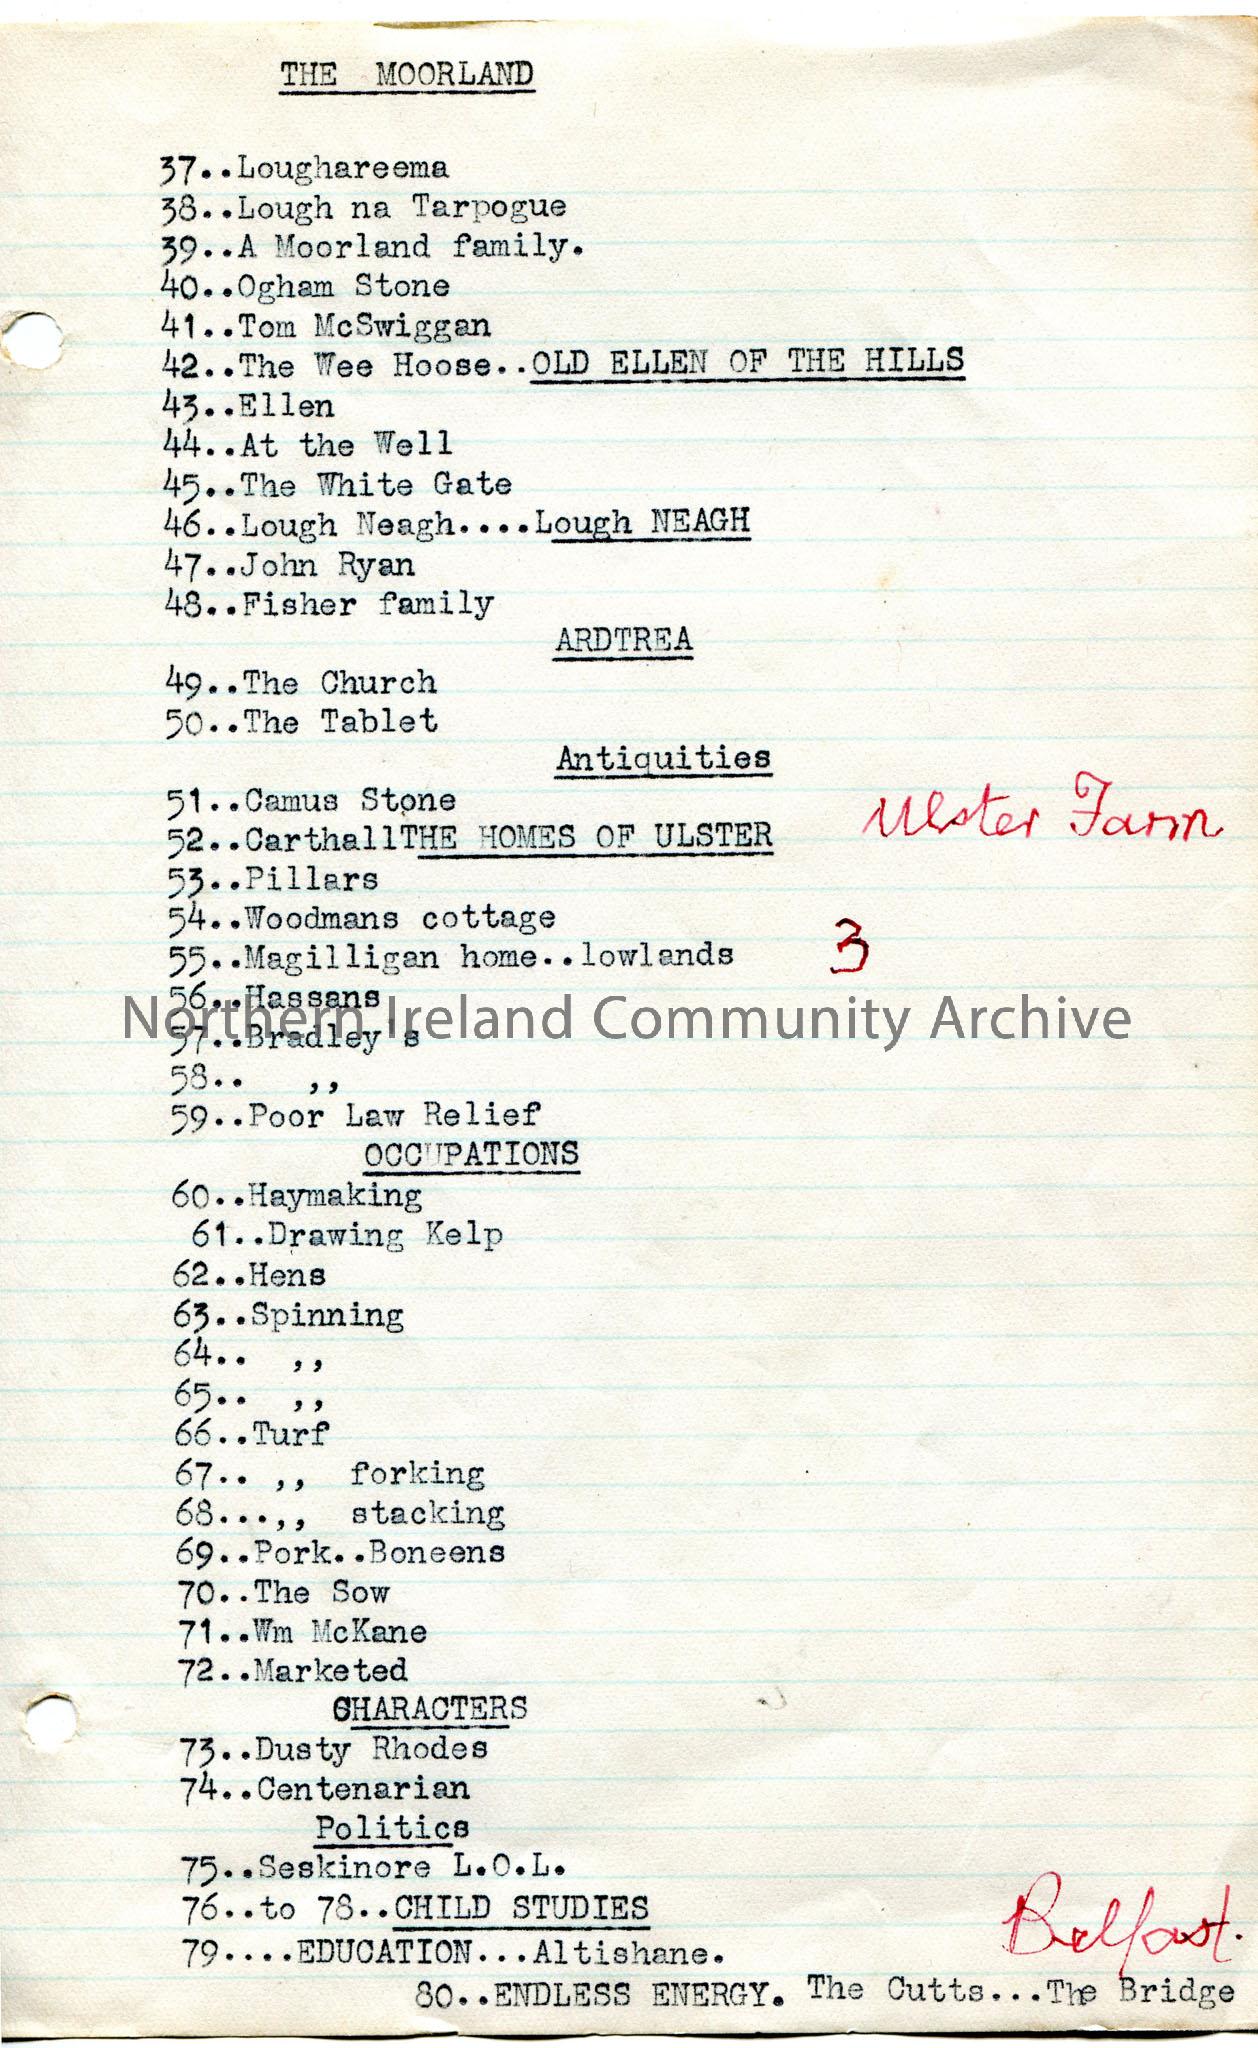 THE MOORLAND
37..Loughareema
38..Lough na Tarpogue
39..A Moorland family.
40..Ogham Stone
41..Tom McSwiggan
42..The Wee Hoose..OLD ELLEN OF THE HILLS
43..Ellen
44..At the Well
45..The White Gate
46..Lough Neagh....Lough NEAGH
47..John Ryan
48..Fisher family
ARDTREA
49..The Church
50..The Tablet
Antiquities
51..Camus Stone
Ulster Farm
52..CarthallTHE HOMES OF ULSTER
53..Pillars
54..Woodmans cottage
55..Magilligan home..lowlands 3
56..Hassans
Northern Ireland Community Archive
57..Bradley s
58.. ,,
59..Poor Law Relief
OCCUPATIONS
60..Haymaking
61..Drawing Kelp
62..Hens
63..Spinning
64.. ,,
65.. ,,
66..Turf
67.. ,, forking
68...,, stacking
69..Pork..Boneens
70..The Sow
71..Wm McKane
72..Marketed
CHARACTERS
73..Dusty Rhodes
74..Centenarian
Politics
75..Seskinore L.O.L.
76..to 78..CHILD STUDIES
Belfast.
79....EDUCATION...Altishane.
80..ENDLESS ENERGY. The Cutts...The Bridge